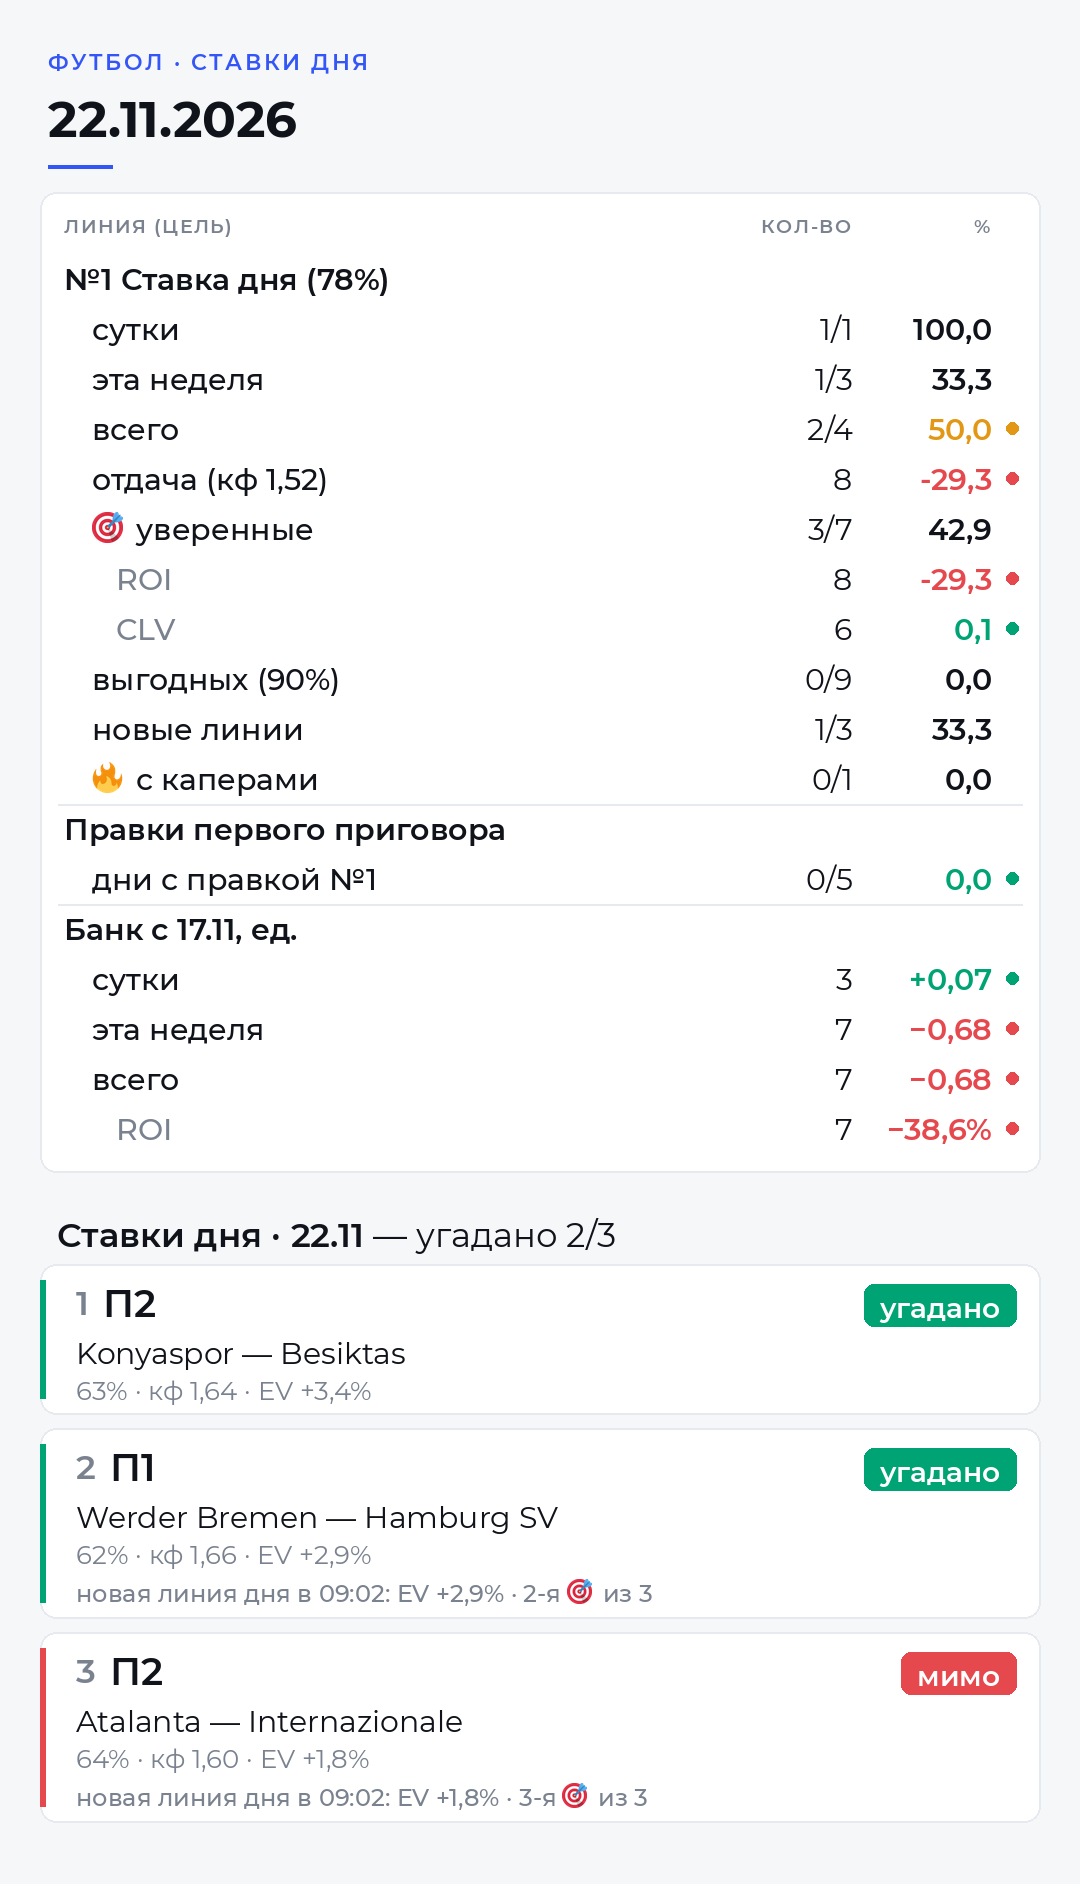 ФУТБОЛ · СТАВКИ ДНЯ
22.11.2026
ЛИНИЯ (ЦЕЛЬ) КОЛ-ВО %
№1 Ставка дня (78%)
сутки 1/1 100,0
эта неделя 1/3 33,3
всего 2/4 50,0
отдача (кф 1,52) 8 -29,3
🎯 уверенные 3/7 42,9
ROI 8 -29,3
CLV 6 0,1
выгодных (90%) 0/9 0,0
новые линии 1/3 33,3
🔥 с каперами 0/1 0,0
Правки первого приговора
дни с правкой №1 0/5 0,0
Банк с 17.11, ед.
сутки 3 +0,07
эта неделя 7 −0,68
всего 7 −0,68
ROI 7 −38,6%
Ставки дня · 22.11 — угадано 2/3
1 П2 угадано
Konyaspor — Besiktas
63% · кф 1,64 · EV +3,4%
2 П1 угадано
Werder Bremen — Hamburg SV
62% · кф 1,66 · EV +2,9%
новая линия дня в 09:02: EV +2,9% · 2-я 🎯 из 3
3 П2 мимо
Atalanta — Internazionale
64% · кф 1,60 · EV +1,8%
новая линия дня в 09:02: EV +1,8% · 3-я 🎯 из 3